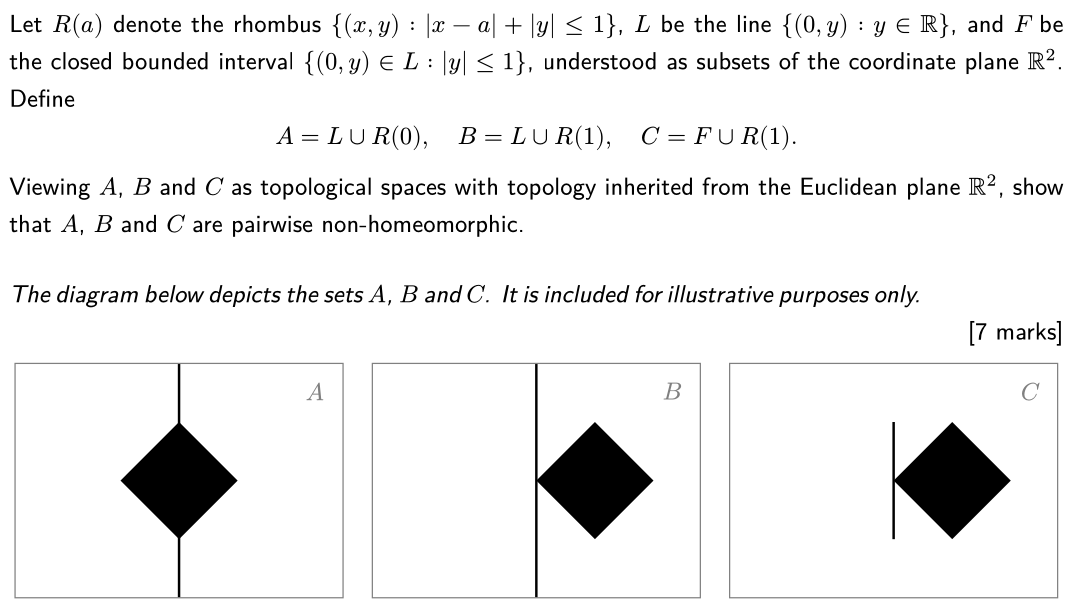 Let R(a) denote the rhombus {(x, y) : |x − a| + |y| ≤ 1}, L be the line {(0, y) : y ∈ ℝ}, and F be
the closed bounded interval {(0, y) ∈ L : |y| ≤ 1}, understood as subsets of the coordinate plane ℝ².
Define
A = L ∪ R(0), B = L ∪ R(1), C = F ∪ R(1).
Viewing A, B and C as topological spaces with topology inherited from the Euclidean plane ℝ², show
that A, B and C are pairwise non-homeomorphic.
The diagram below depicts the sets A, B and C. It is included for illustrative purposes only.
[7 marks]
A
B
C